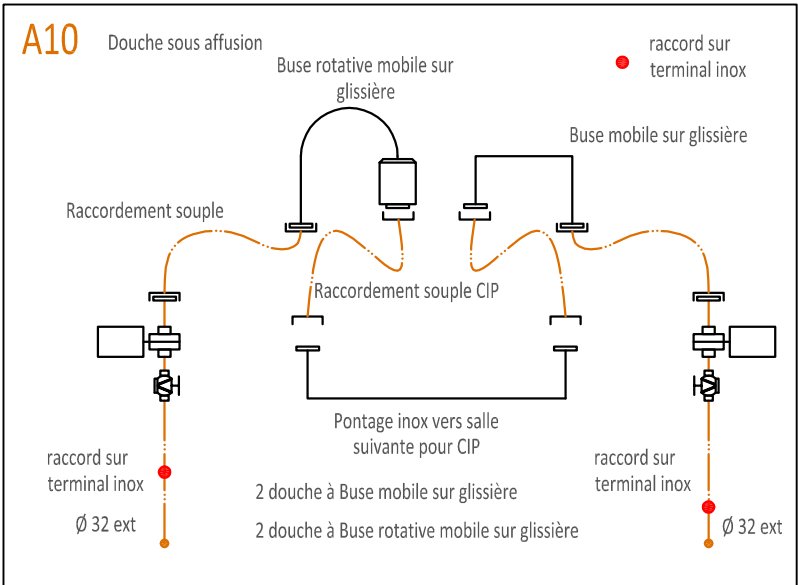 A10
Douche sous affusion
raccord sur
terminal inox
Buse rotative mobile sur
glissière
Buse mobile sur glissière
Raccordement souple
Raccordement souple CIP
Pontage inox vers salle
suivante pour CIP
raccord sur
terminal inox
raccord sur
terminal inox
2 douche à Buse mobile sur glissière
Ø 32 ext
2 douche à Buse rotative mobile sur glissière
Ø 32 ext